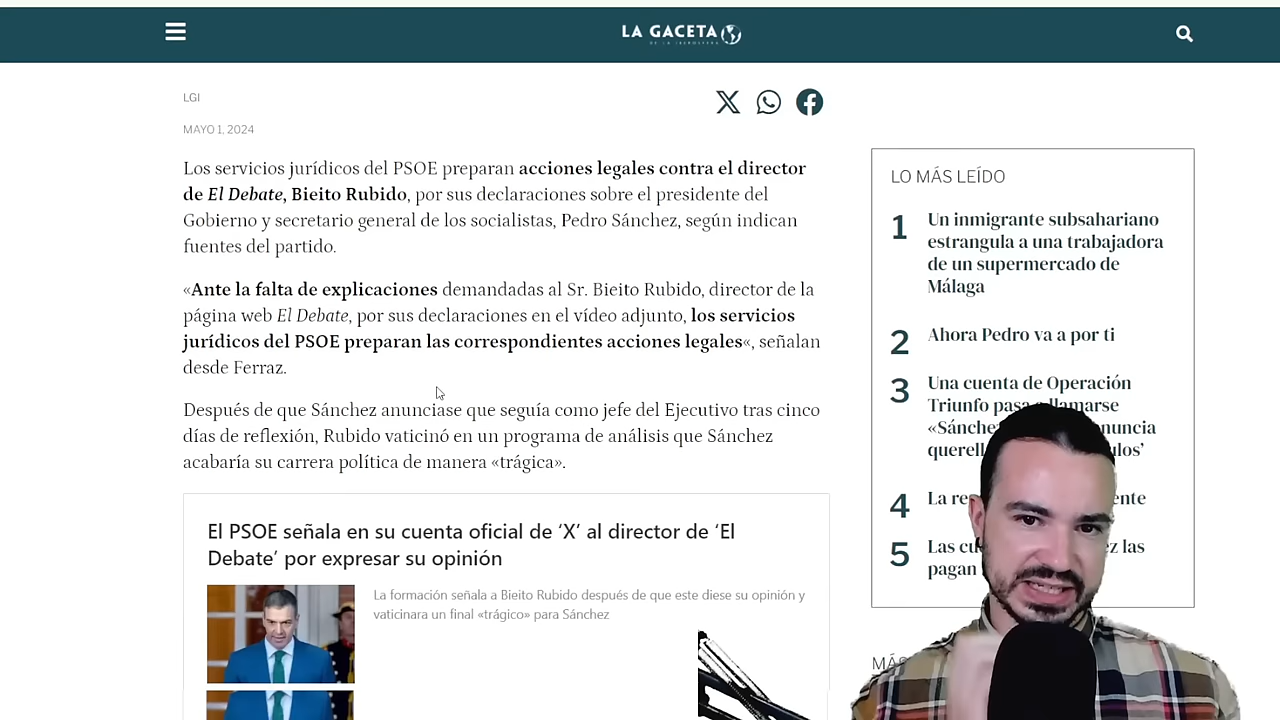 LA GACETA
DE LA IBEROSFERA
LGI
MAYO 1, 2024
Los servicios jurídicos del PSOE preparan acciones legales contra el director
de El Debate, Bieito Rubido, por sus declaraciones sobre el presidente del
Gobierno y secretario general de los socialistas, Pedro Sánchez, según indican
fuentes del partido.
«Ante la falta de explicaciones demandadas al Sr. Bieito Rubido, director de la
página web El Debate, por sus declaraciones en el vídeo adjunto, los servicios
jurídicos del PSOE preparan las correspondientes acciones legales«, señalan
desde Ferraz.
Después de que Sánchez anunciase que seguía como jefe del Ejecutivo tras cinco
días de reflexión, Rubido vaticinó en un programa de análisis que Sánchez
acabaría su carrera política de manera «trágica».
El PSOE señala en su cuenta oficial de ‘X’ al director de ‘El
Debate’ por expresar su opinión
La formación señala a Bieito Rubido después de que este diese su opinión y
vaticinara un final «trágico» para Sánchez
LO MÁS LEÍDO
1 Un inmigrante subsahariano
estrangula a una trabajadora
de un supermercado de
Málaga
2 Ahora Pedro va a por ti
3 Una cuenta de Operación
Triunfo pasa a llamarse
«Sánchez
4 La
5 Las
pagan
MÁS